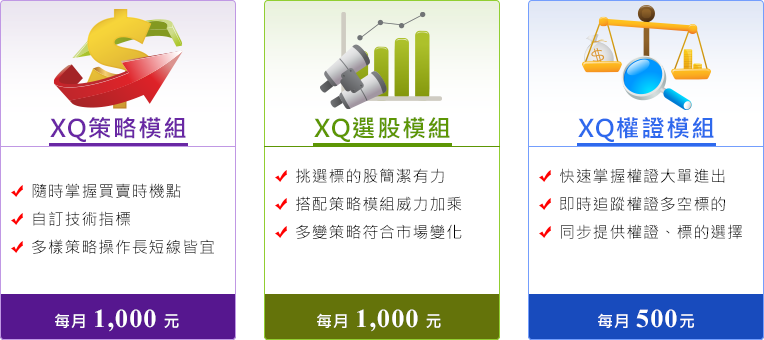 XQ策略模組
隨時掌握買賣時機點
自訂技術指標
多樣策略操作長短線皆宜
每月 1,000 元
XQ選股模組
挑選標的股簡潔有力
搭配策略模組威力加乘
多變策略符合市場變化
每月 1,000 元
XQ權證模組
快速掌握權證大單進出
即時追蹤權證多空標的
同步提供權證、標的選擇
每月 500元